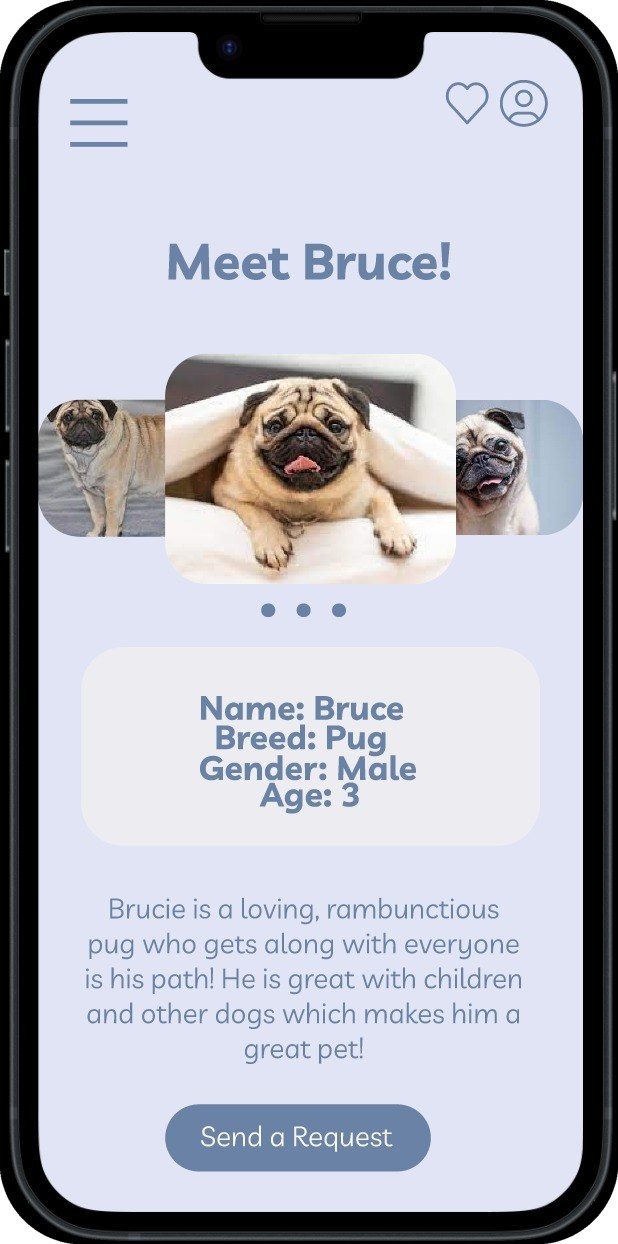 Meet Bruce!
Name: Bruce
Breed: Pug
Gender: Male
Age: 3
Brucie is a loving, rambunctious
pug who gets along with everyone
is his path! He is great with children
and other dogs which makes him a
great pet!
Send a Request